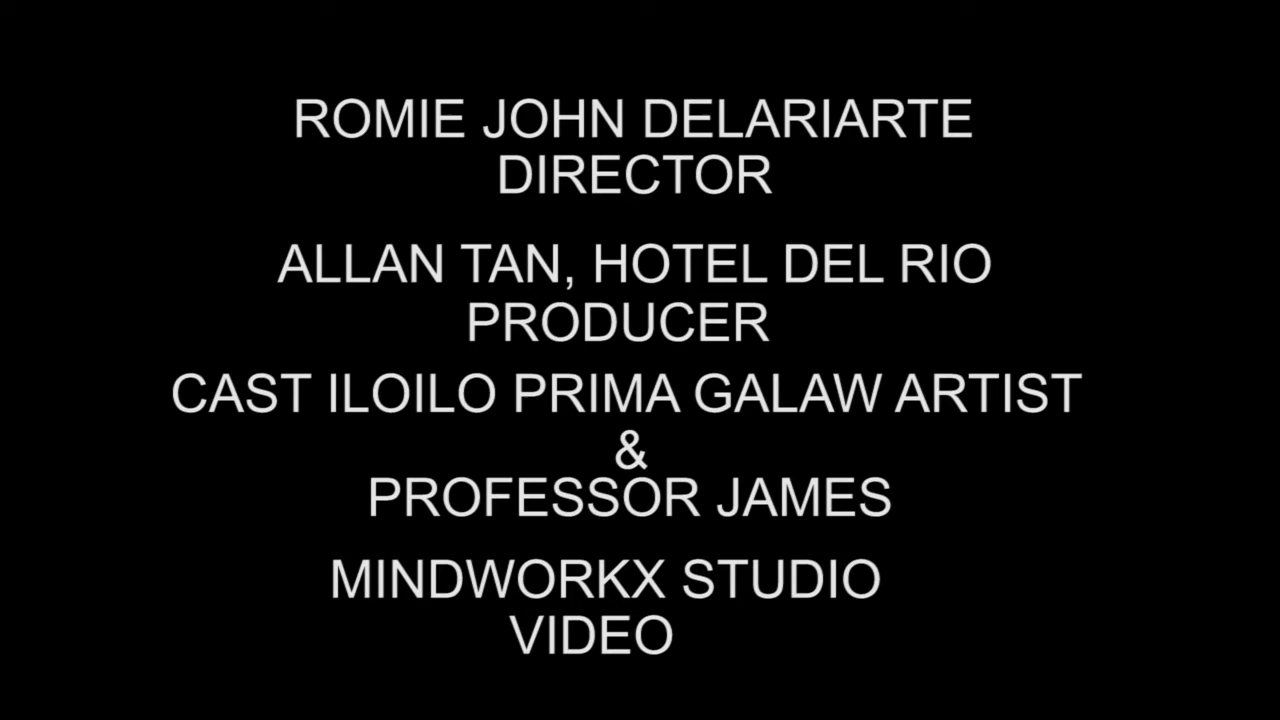 ROMIE JOHN DELARIARTE
DIRECTOR
ALLAN TAN, HOTEL DEL RIO
PRODUCER
CAST ILOILO PRIMA GALAW ARTIST
&
PROFESSOR JAMES
MINDWORKX STUDIO
VIDEO